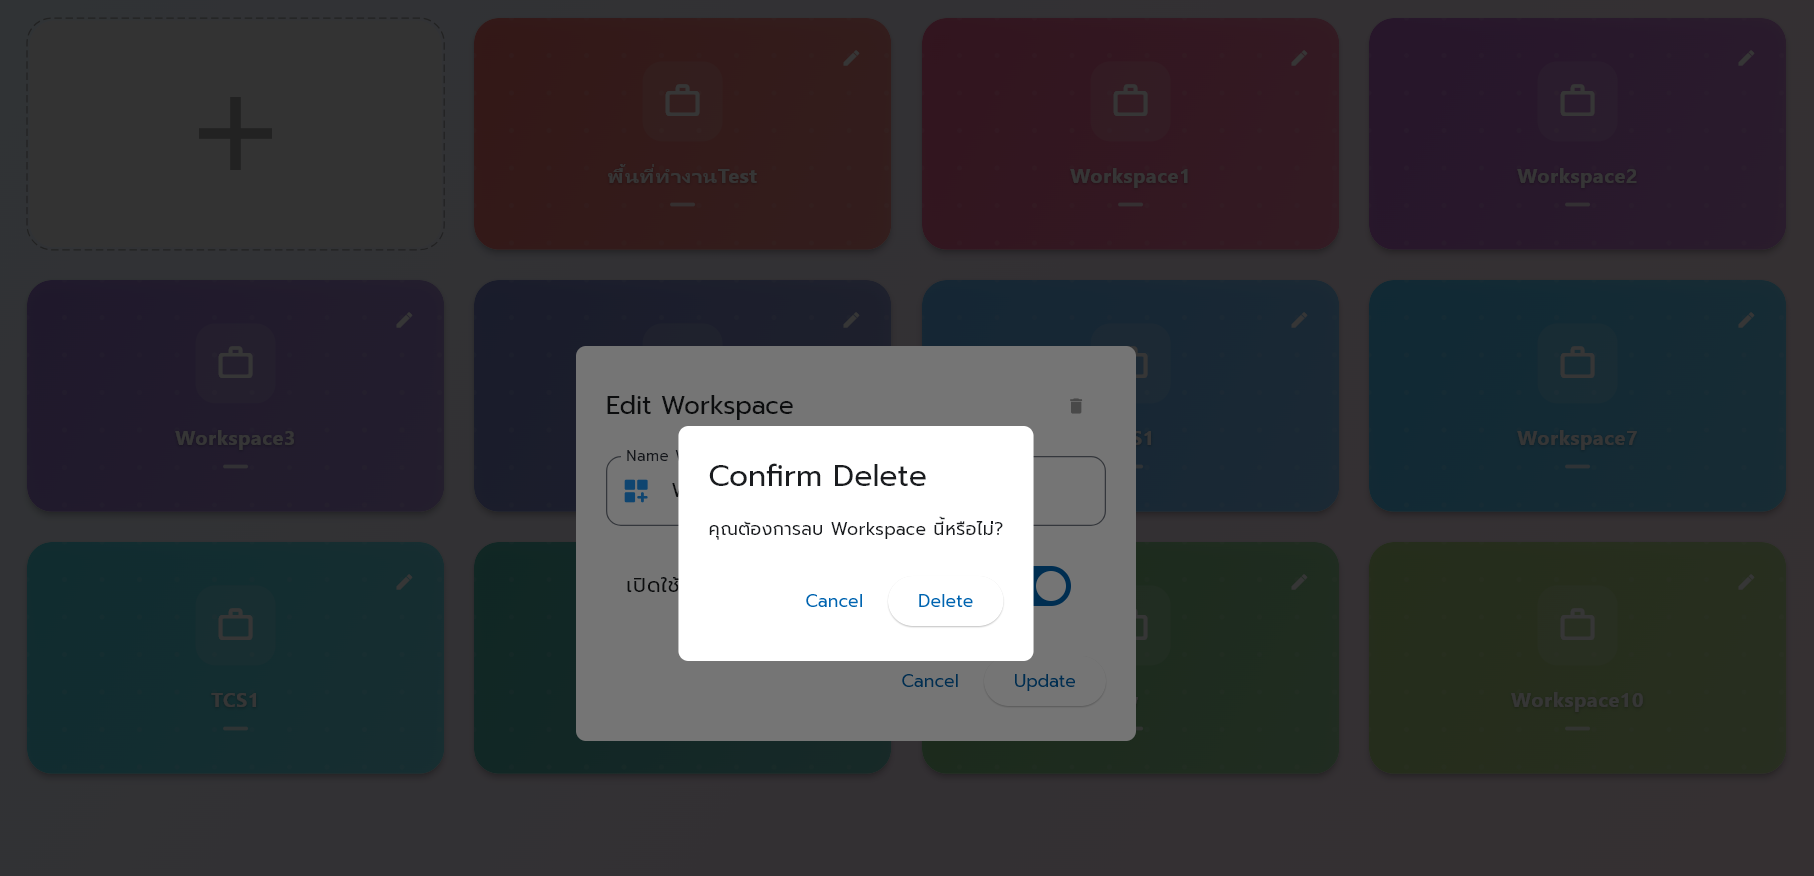 พื้นที่ทำงานTest
Workspace1
Workspace2
Workspace3
S1
Workspace7
Edit Workspace
Name
Confirm Delete
คุณต้องการลบ Workspace นี้หรือไม่?
เปิดใช้
Cancel
Delete
Cancel
Update
TCS1
Workspace10